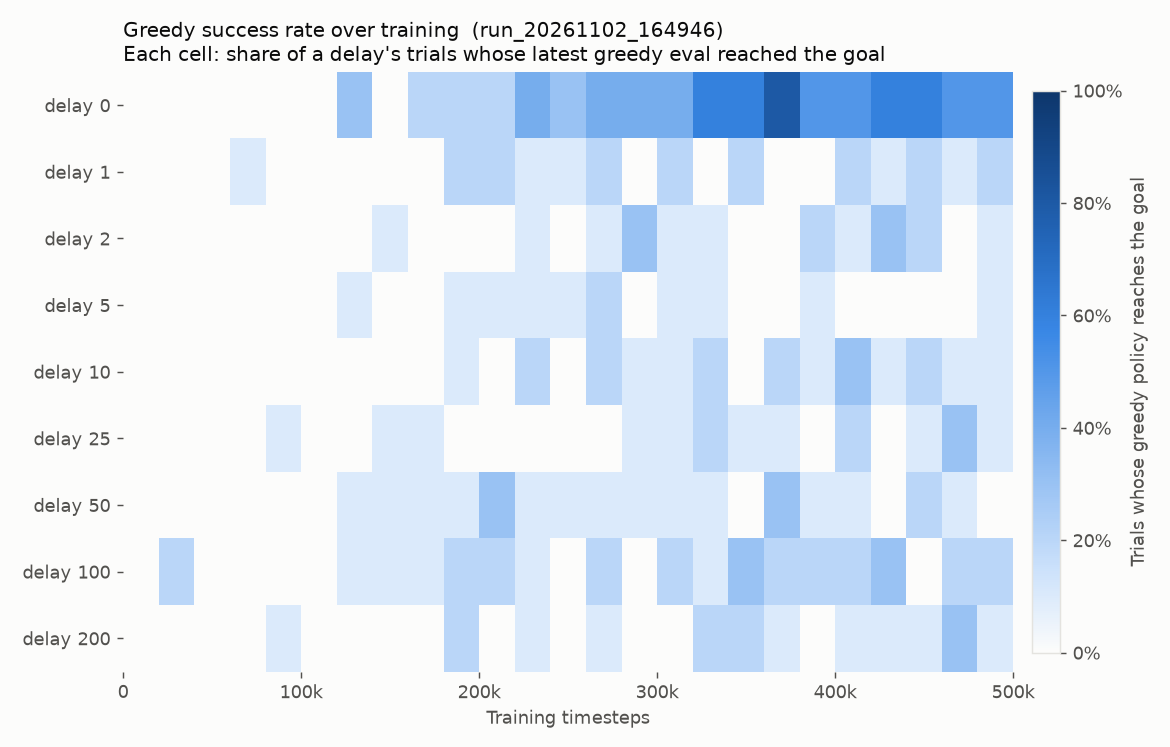 Greedy success rate over training  (run_20261102_164946)
Each cell: share of a delay's trials whose latest greedy eval reached the goal
delay 0
delay 1
delay 2
delay 5
delay 10
delay 25
delay 50
delay 100
delay 200
0
100k
200k
300k
400k
500k
Training timesteps
100%
80%
60%
40%
20%
0%
Trials whose greedy policy reaches the goal